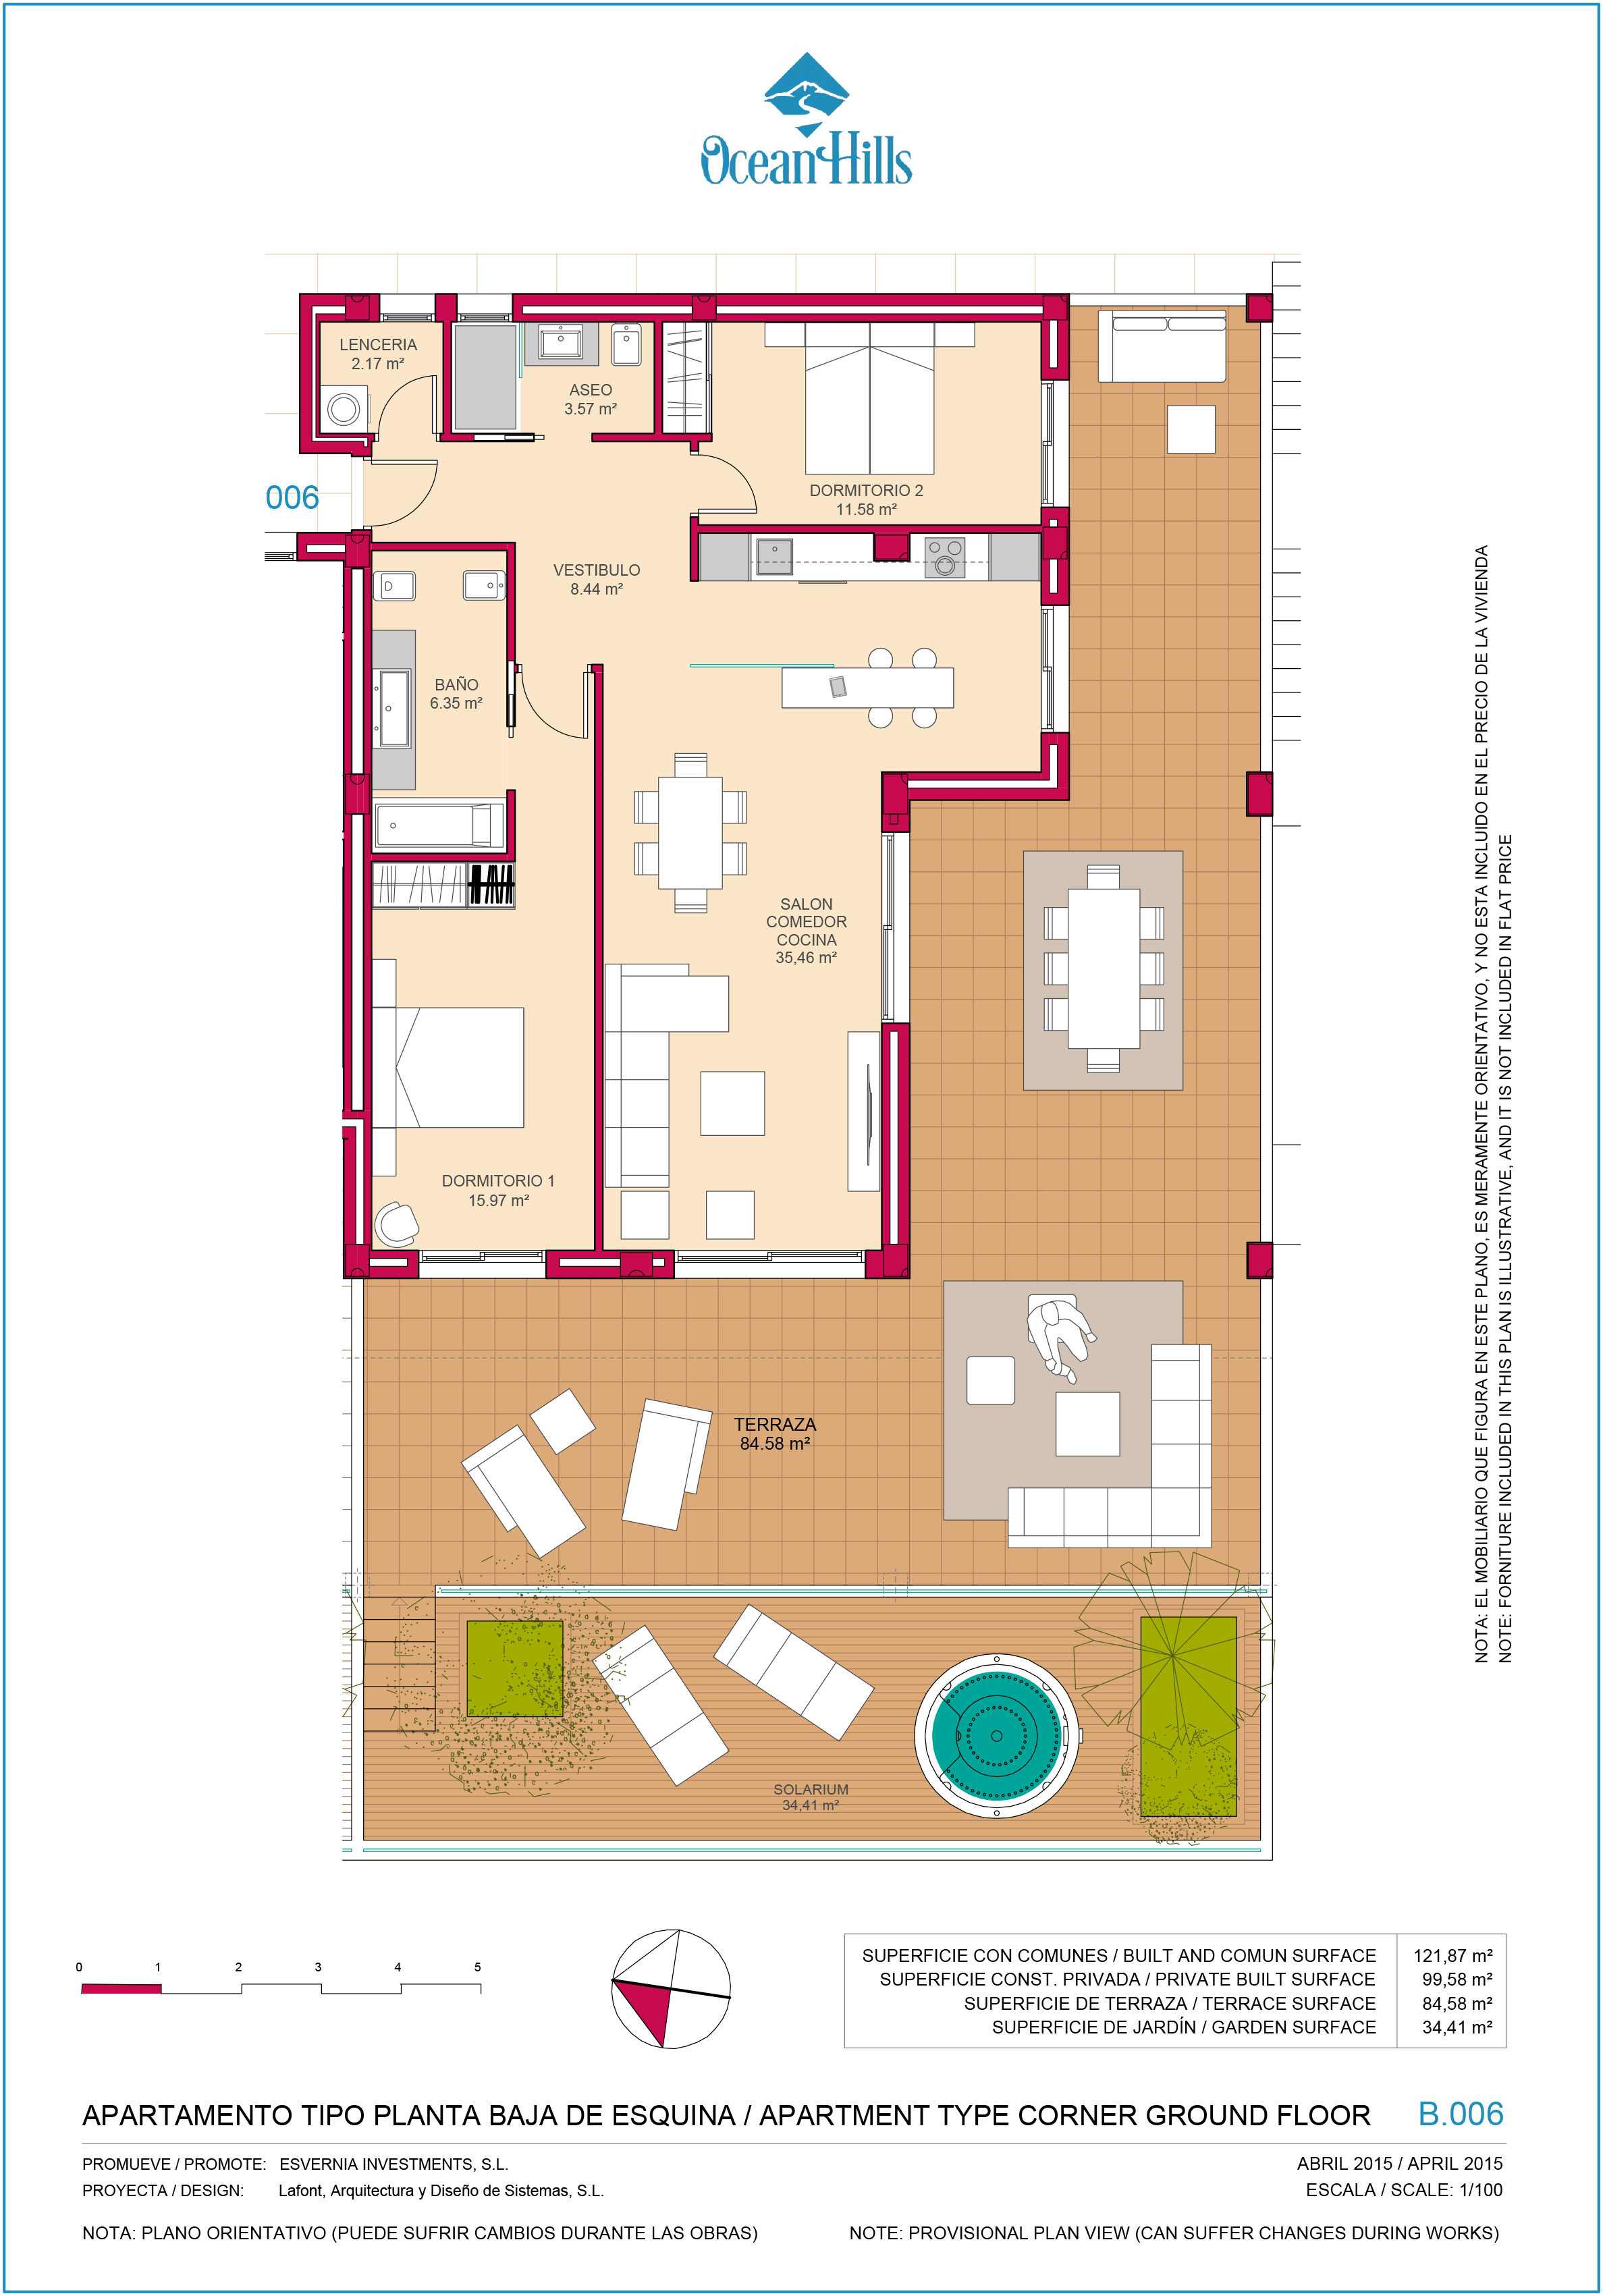 Ocean Hills
LENCERIA
2.17 m²
ASEO
3.57 m²
DORMITORIO 2
11.58 m²
006
VESTIBULO
8.44 m²
BAÑO
6.35 m²
SALON
COMEDOR
COCINA
35,46 m²
DORMITORIO 1
15.97 m²
TERRAZA
84.58 m²
SOLARIUM
34,41 m²
NOTA: EL MOBILIARIO QUE FIGURA EN ESTE PLANO, ES MERAMENTE ORIENTATIVO, Y NO ESTA INCLUIDO EN EL PRECIO DE LA VIVIENDA
NOTE: FORNITURE INCLUDED IN THIS PLAN IS ILLUSTRATIVE, AND IT IS NOT INCLUDED IN FLAT PRICE
0 1 2 3 4 5
SUPERFICIE CON COMUNES / BUILT AND COMUN SURFACE 121,87 m²
SUPERFICIE CONST. PRIVADA / PRIVATE BUILT SURFACE 99,58 m²
SUPERFICIE DE TERRAZA / TERRACE SURFACE 84,58 m²
SUPERFICIE DE JARDÍN / GARDEN SURFACE 34,41 m²
APARTAMENTO TIPO PLANTA BAJA DE ESQUINA / APARTMENT TYPE CORNER GROUND FLOOR B.006
PROMUEVE / PROMOTE: ESVERNIA INVESTMENTS, S.L. ABRIL 2015 / APRIL 2015
PROYECTA / DESIGN: Lafont, Arquitectura y Diseño de Sistemas, S.L. ESCALA / SCALE: 1/100
NOTA: PLANO ORIENTATIVO (PUEDE SUFRIR CAMBIOS DURANTE LAS OBRAS) NOTE: PROVISIONAL PLAN VIEW (CAN SUFFER CHANGES DURING WORKS)